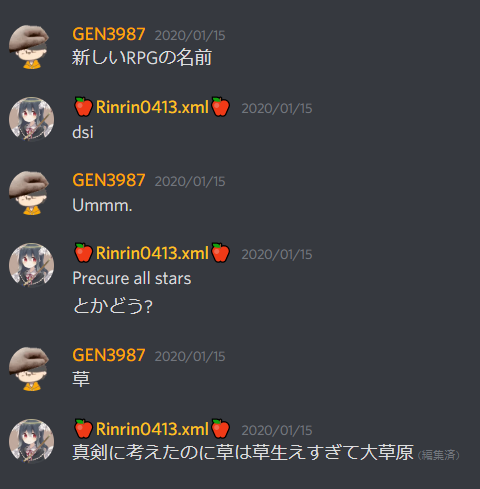 GEN3987 2020/01/15
新しいRPGの名前
🍎Rinrin0413.xml🍎 2020/01/15
dsi
GEN3987 2020/01/15
Ummm.
🍎Rinrin0413.xml🍎 2020/01/15
Precure all stars
とかどう?
GEN3987 2020/01/15
草
🍎Rinrin0413.xml🍎 2020/01/15
真剣に考えたのに草は草生えすぎて大草原 (編集済)